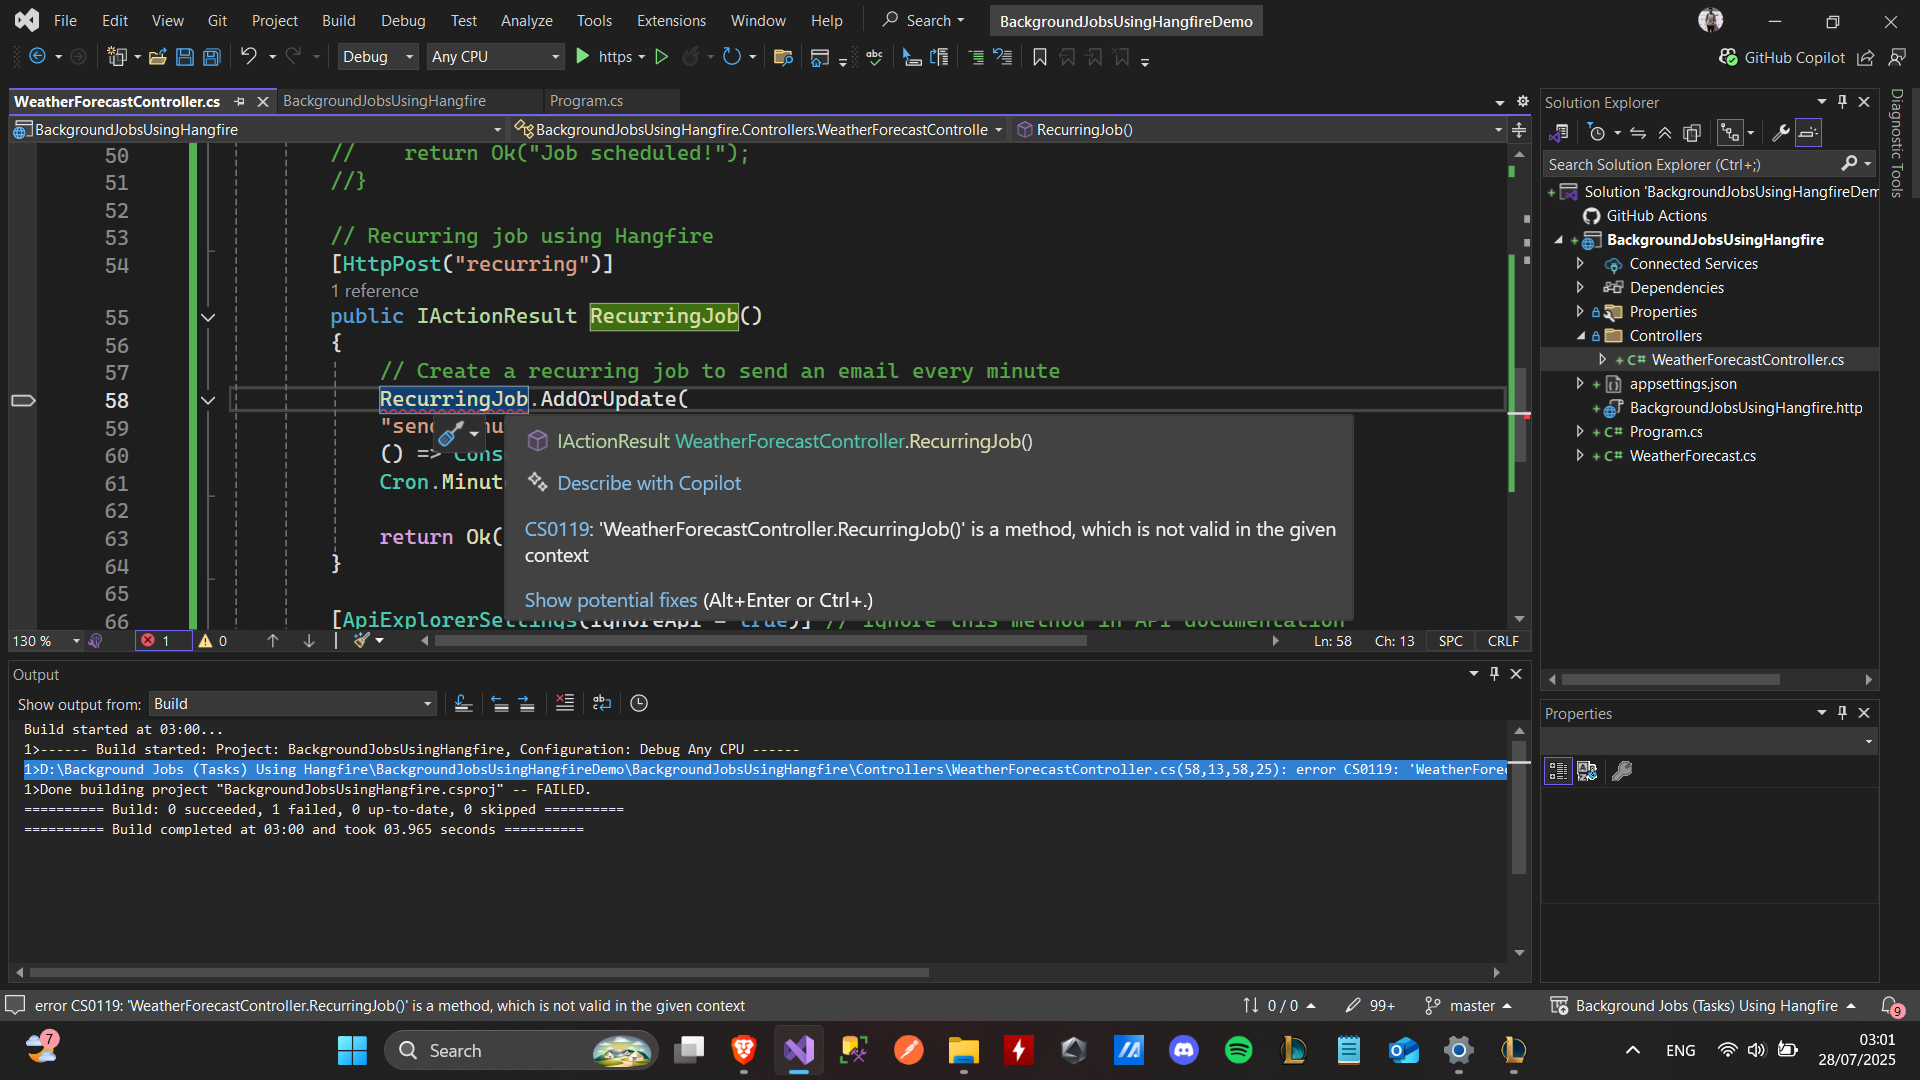 File Edit View Git Project Build Debug Test Analyze Tools Extensions Window Help Search BackgroundJobsUsingHangfireDemo
Debug Any CPU https GitHub Copilot
WeatherForecastController.cs BackgroundJobsUsingHangfire Program.cs
BackgroundJobsUsingHangfire BackgroundJobsUsingHangfire.Controllers.WeatherForecastControlle RecurringJob()
50 // return Ok("Job scheduled!");
51 //}
52
53 // Recurring job using Hangfire
54 [HttpPost("recurring")]
1 reference
55 public IActionResult RecurringJob()
56 {
57 // Create a recurring job to send an email every minute
58 RecurringJob.AddOrUpdate(
59 "send
60 () => Cons
61 Cron.Minut
62
63 return Ok(
64 }
65
66 [ApiExplorerSettings(IgnoreApi = true)] // Ignore this method in API documentation
IActionResult WeatherForecastController.RecurringJob()
Describe with Copilot
CS0119: 'WeatherForecastController.RecurringJob()' is a method, which is not valid in the given
context
Show potential fixes (Alt+Enter or Ctrl+.)
130 % 1 0 Ln: 58 Ch: 13 SPC CRLF
Output
Show output from: Build
Build started at 03:00...
1>------ Build started: Project: BackgroundJobsUsingHangfire, Configuration: Debug Any CPU ------
1>D:\Background Jobs (Tasks) Using Hangfire\BackgroundJobsUsingHangfireDemo\BackgroundJobsUsingHangfire\Controllers\WeatherForecastController.cs(58,13,58,25): error CS0119: 'WeatherFore
1>Done building project "BackgroundJobsUsingHangfire.csproj" -- FAILED.
========== Build: 0 succeeded, 1 failed, 0 up-to-date, 0 skipped ==========
========== Build completed at 03:00 and took 03.965 seconds ==========
Solution Explorer
Search Solution Explorer (Ctrl+;)
Solution 'BackgroundJobsUsingHangfireDem
GitHub Actions
BackgroundJobsUsingHangfire
Connected Services
Dependencies
Properties
Controllers
C# WeatherForecastController.cs
appsettings.json
BackgroundJobsUsingHangfire.http
C# Program.cs
C# WeatherForecast.cs
Properties
Diagnostic Tools
error CS0119: 'WeatherForecastController.RecurringJob()' is a method, which is not valid in the given context 0 / 0 99+ master Background Jobs (Tasks) Using Hangfire 9
7 Search ENG 03:01
28/07/2025